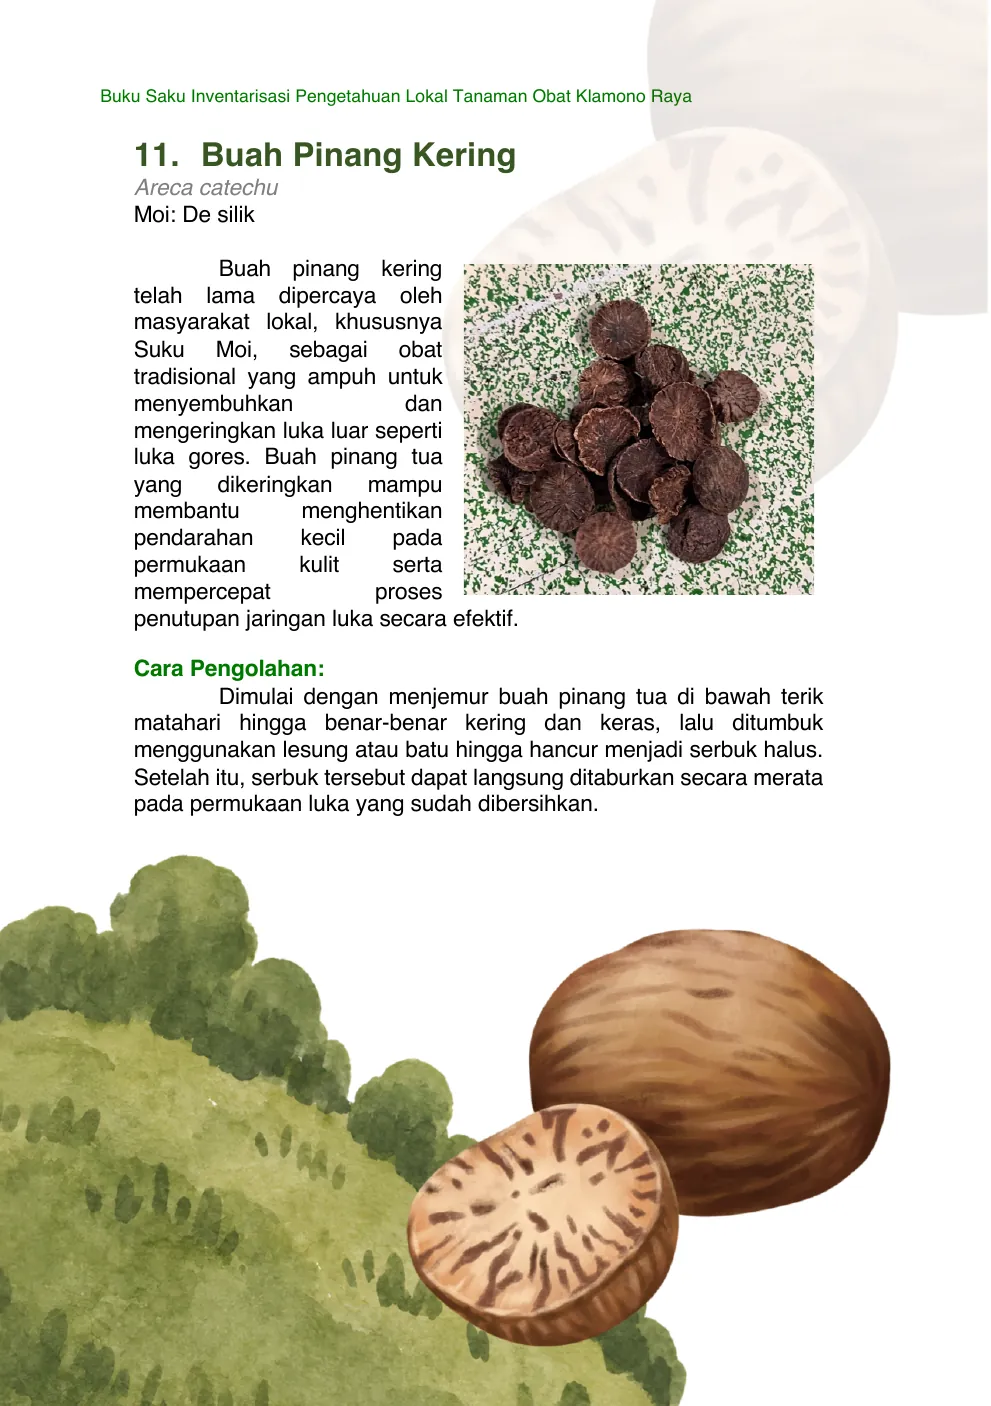 Buku Saku Inventarisasi Pengetahuan Lokal Tanaman Obat Klamono Raya
11. Buah Pinang Kering
Areca catechu
Moi: De silik
Buah pinang kering
telah lama dipercaya oleh
masyarakat lokal, khususnya
Suku Moi, sebagai obat
tradisional yang ampuh untuk
menyembuhkan dan
mengeringkan luka luar seperti
luka gores. Buah pinang tua
yang dikeringkan mampu
membantu menghentikan
pendarahan kecil pada
permukaan kulit serta
mempercepat proses
penutupan jaringan luka secara efektif.
Cara Pengolahan:
Dimulai dengan menjemur buah pinang tua di bawah terik
matahari hingga benar-benar kering dan keras, lalu ditumbuk
menggunakan lesung atau batu hingga hancur menjadi serbuk halus.
Setelah itu, serbuk tersebut dapat langsung ditaburkan secara merata
pada permukaan luka yang sudah dibersihkan.